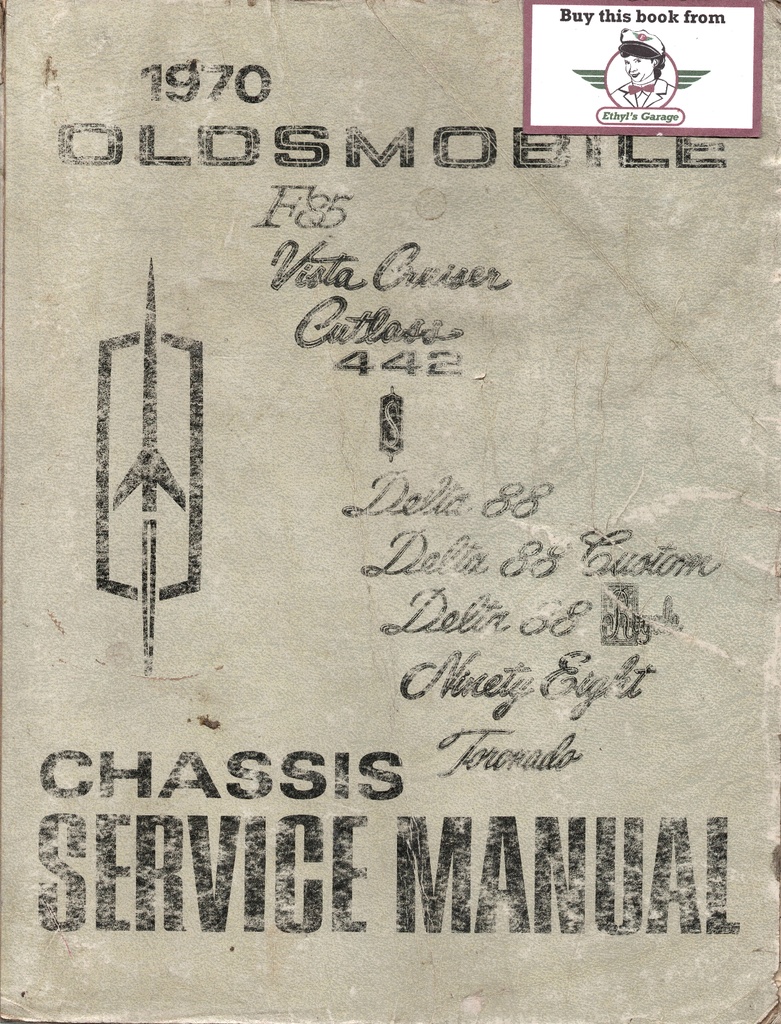 Buy this book from
Ethyl's Garage
1970
OLDSMOBILE
F85
Vista Cruiser
Cutlass
442
S
Delta 88
Delta 88 Custom
Delta 88 Royale
Ninety Eight
Toronado
CHASSIS
SERVICE MANUAL